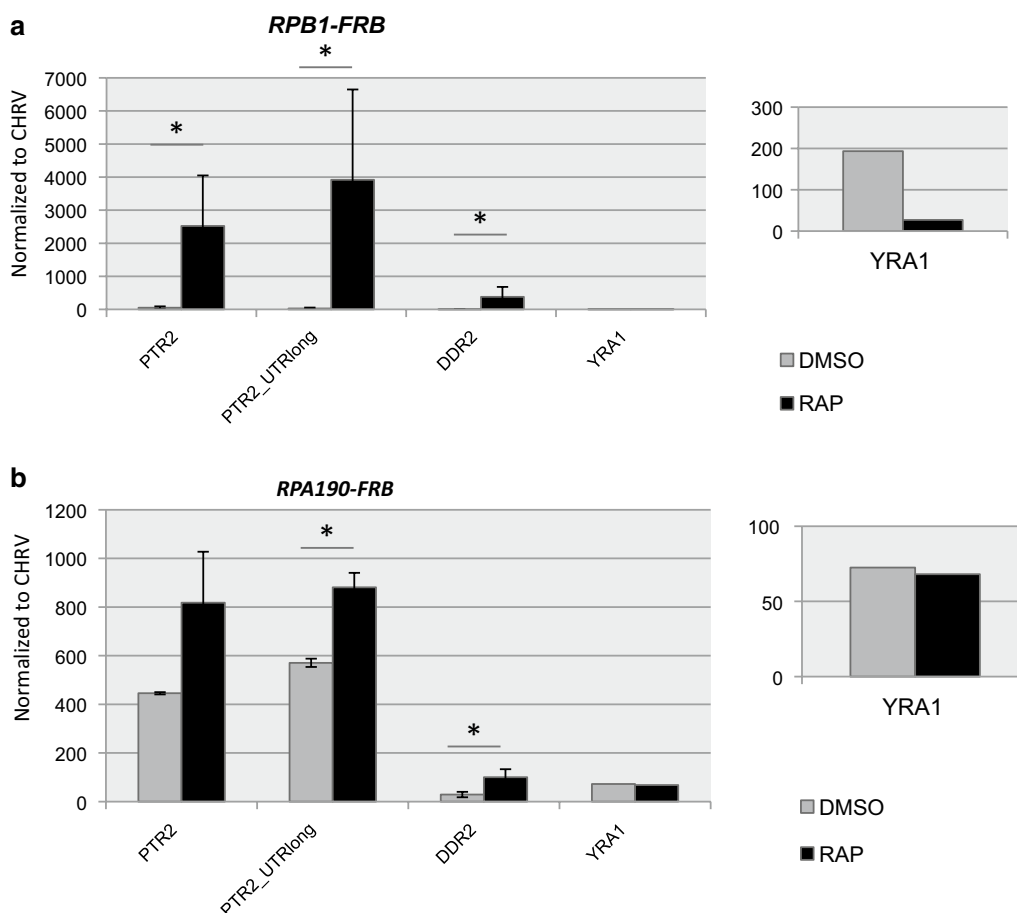 a
RPB1-FRB
*
*
*
Normalized to CHRV
7000
6000
5000
4000
3000
2000
1000
0
PTR2
PTR2_UTRlong
DDR2
YRA1
300
200
100
0
YRA1
DMSO
RAP
b
RPA190-FRB
*
*
Normalized to CHRV
1200
1000
800
600
400
200
0
PTR2
PTR2_UTRlong
DDR2
YRA1
100
50
0
YRA1
DMSO
RAP